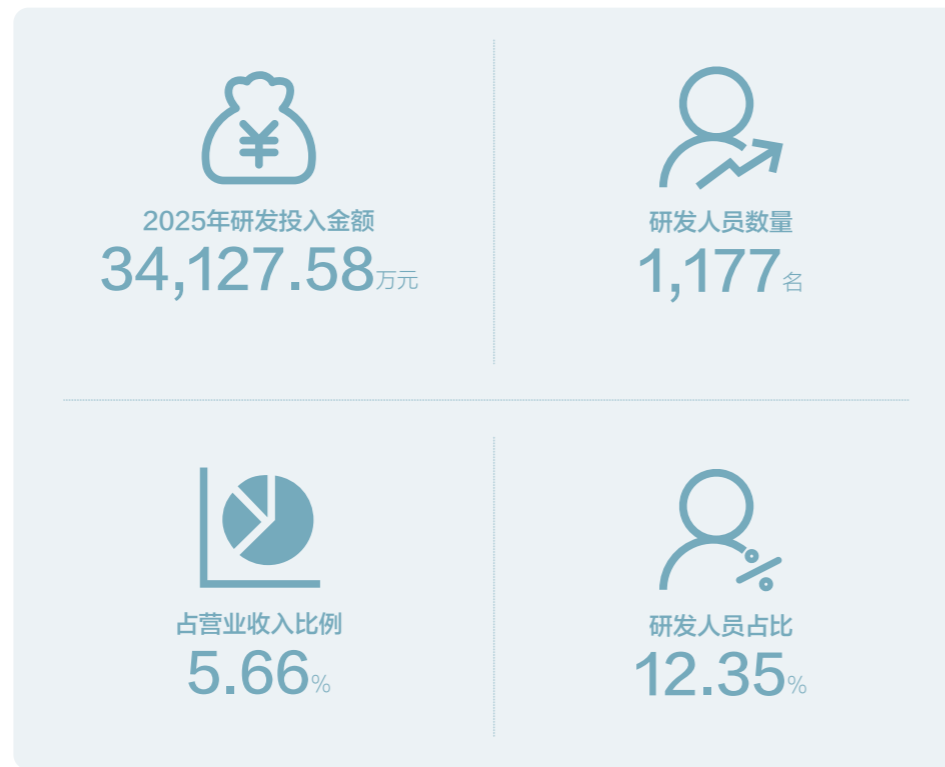 2025年研发投入金额
34,127.58万元
研发人员数量
1,177名
占营业收入比例
5.66%
研发人员占比
12.35%